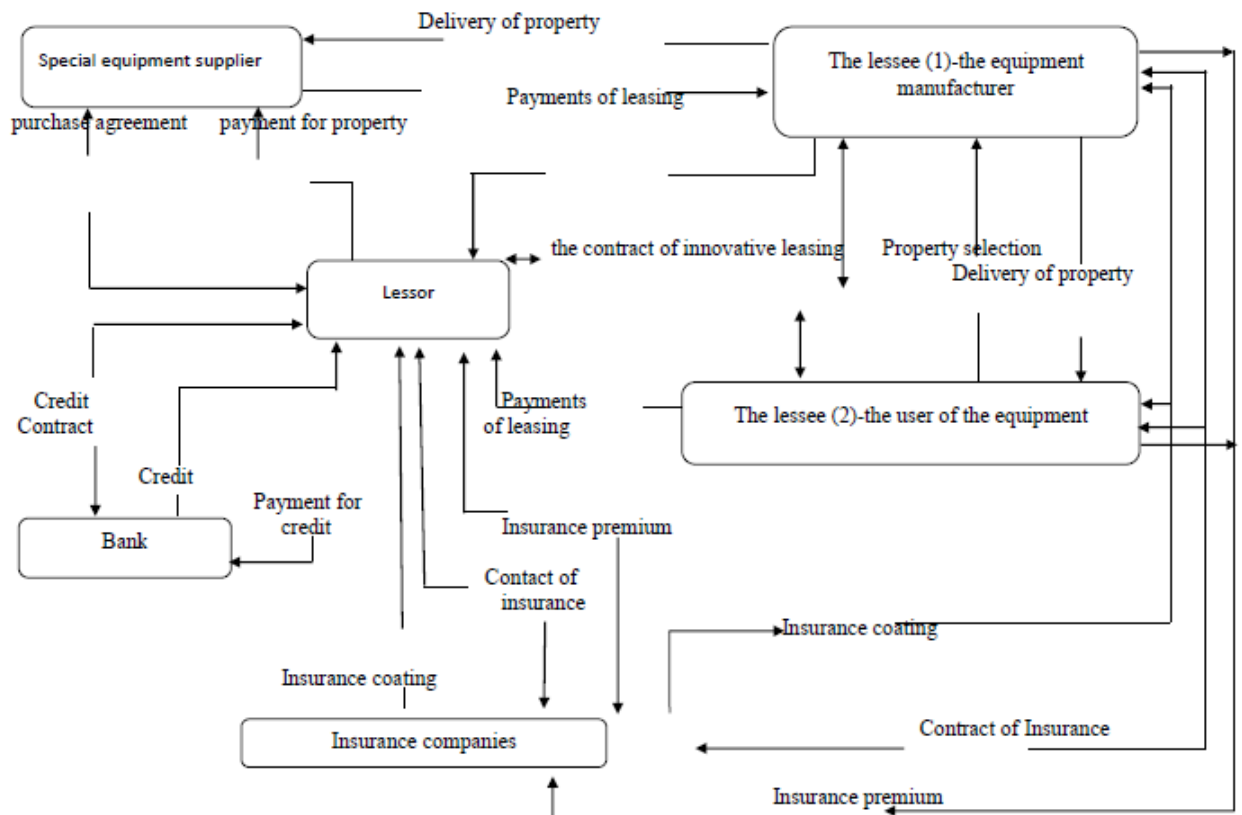 Delivery of property
Special equipment supplier
The lessee (1)-the equipment
manufacturer
Payments of leasing
purchase agreement
payment for property
the contract of innovative leasing
Property selection
Delivery of property
Lessor
Credit
Contract
Payments
of leasing
The lessee (2)-the user of the equipment
Credit
Payment for
credit
Bank
Insurance premium
Contact of
insurance
Insurance coating
Insurance coating
Insurance companies
Contract of Insurance
Insurance premium